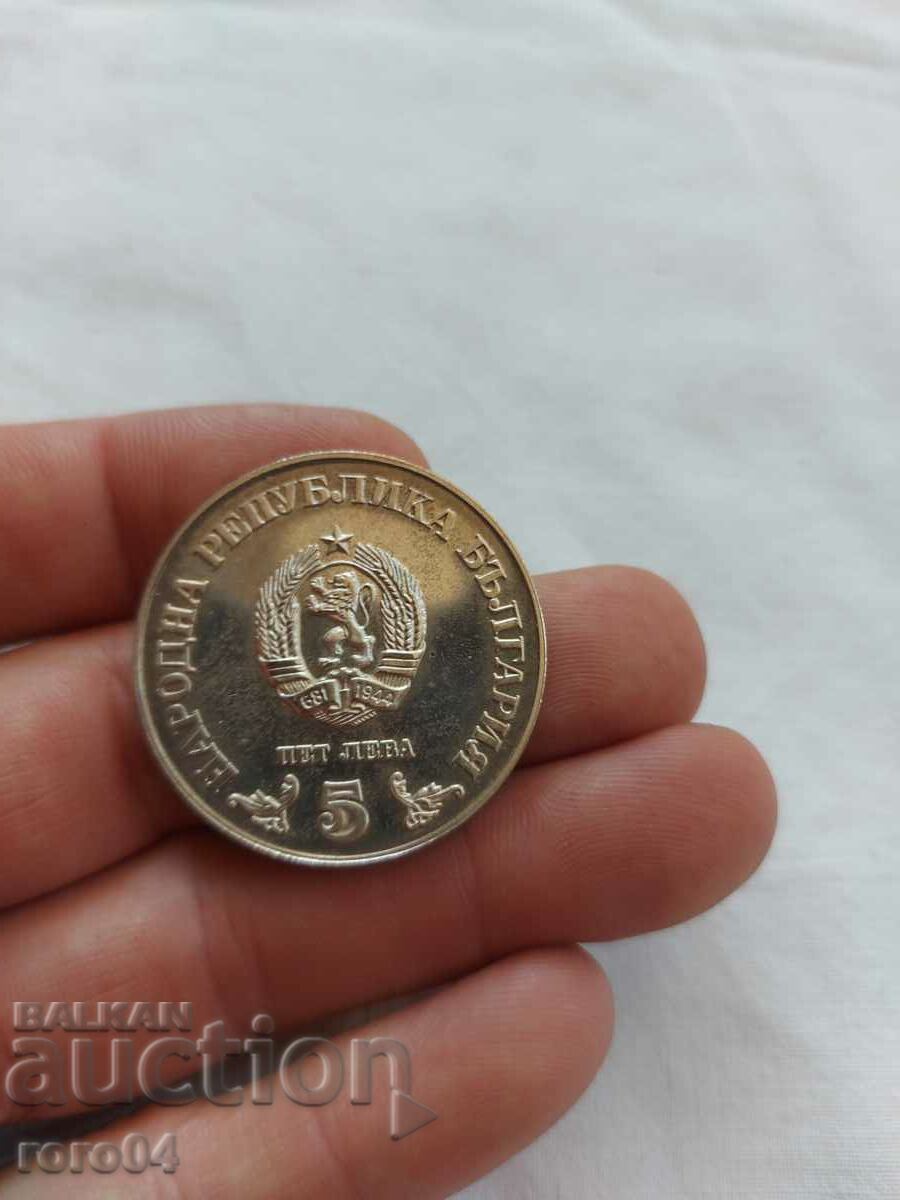 НАРОДНА РЕПУБЛИКА БЪЛГАРИЯ
681 1944
ПЕТ ЛЕВА
5
BALKAN
auction
roro04